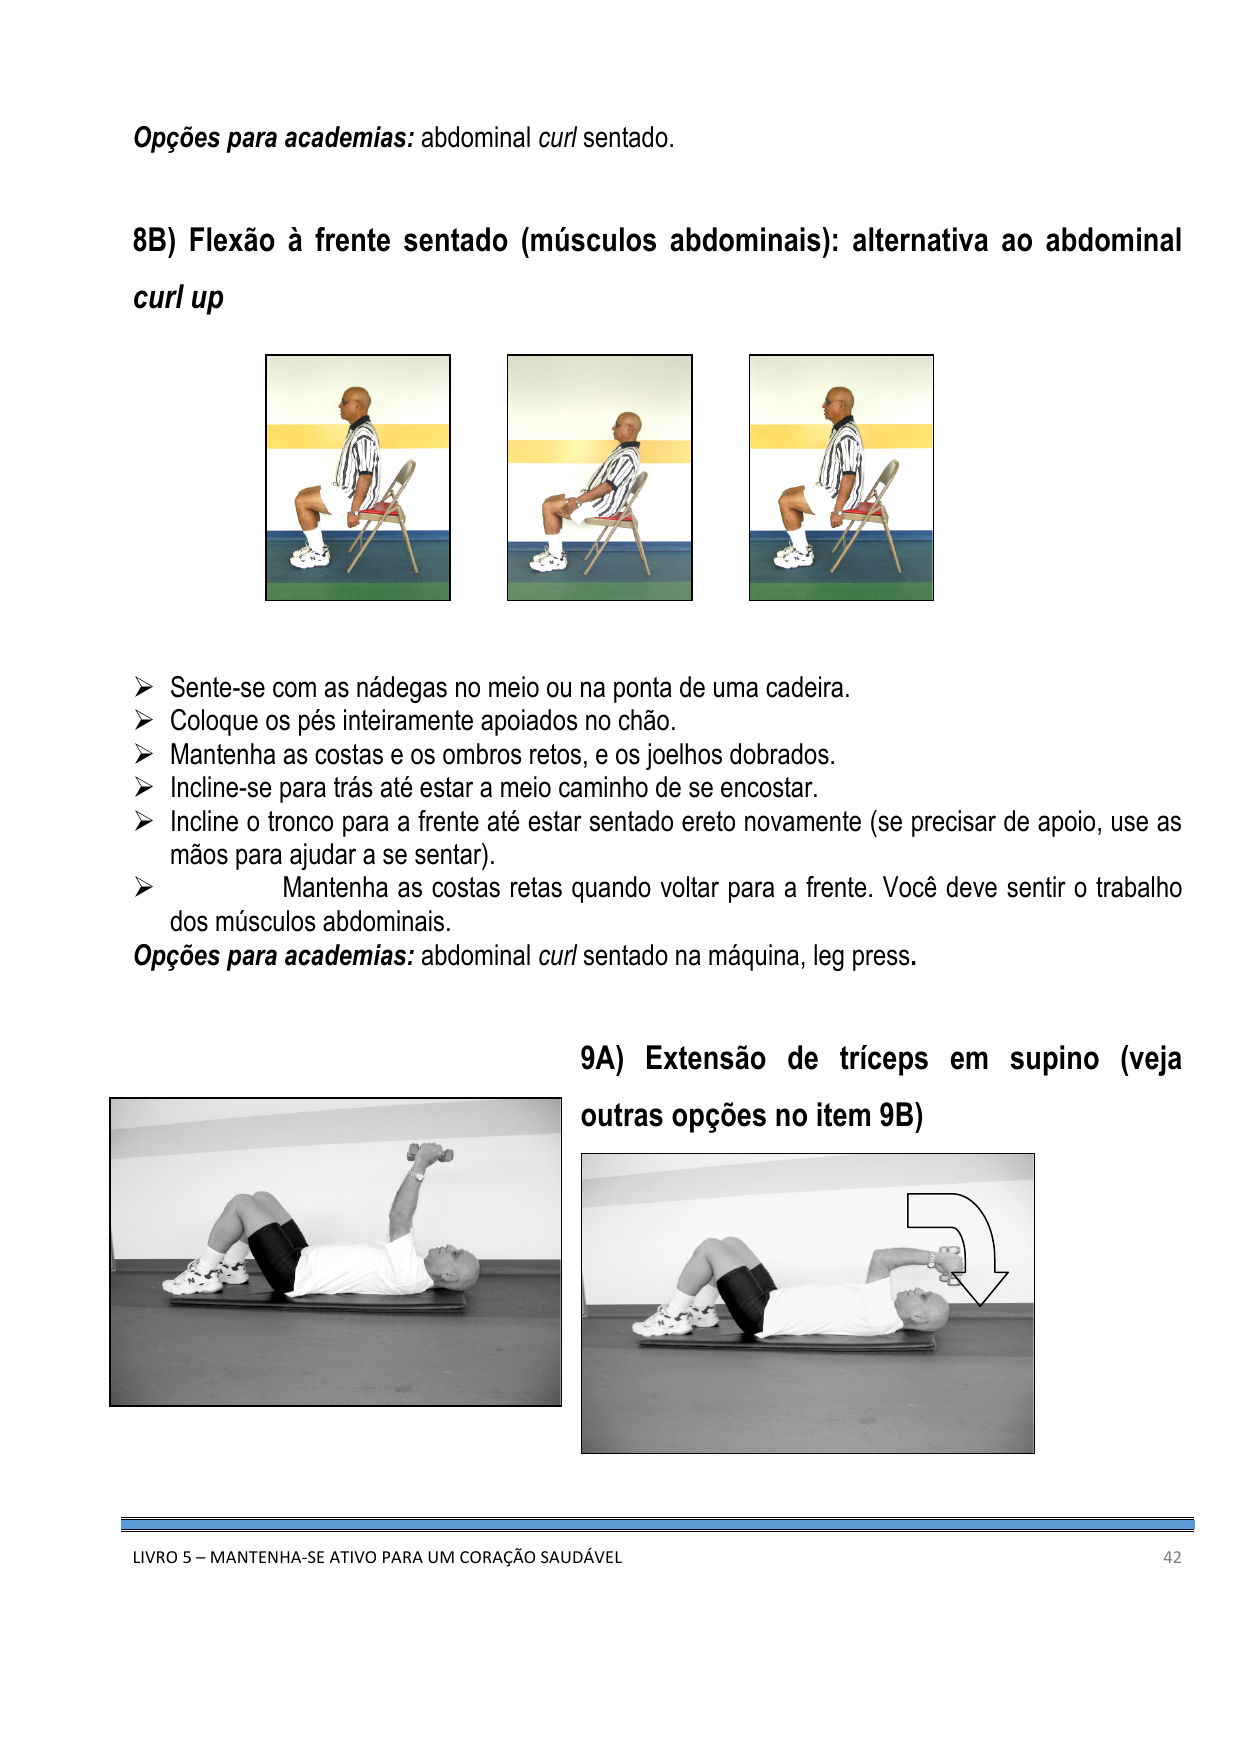 Opções para academias: abdominal curl sentado.
8B) Flexão à frente sentado (músculos abdominais): alternativa ao abdominal
curl up
➢ Sente-se com as nádegas no meio ou na ponta de uma cadeira.
➢ Coloque os pés inteiramente apoiados no chão.
➢ Mantenha as costas e os ombros retos, e os joelhos dobrados.
➢ Incline-se para trás até estar a meio caminho de se encostar.
➢ Incline o tronco para a frente até estar sentado ereto novamente (se precisar de apoio, use as
mãos para ajudar a se sentar).
➢ Mantenha as costas retas quando voltar para a frente. Você deve sentir o trabalho
dos músculos abdominais.
Opções para academias: abdominal curl sentado na máquina, leg press.
9A) Extensão de tríceps em supino (veja
outras opções no item 9B)
LIVRO 5 – MANTENHA-SE ATIVO PARA UM CORAÇÃO SAUDÁVEL 42